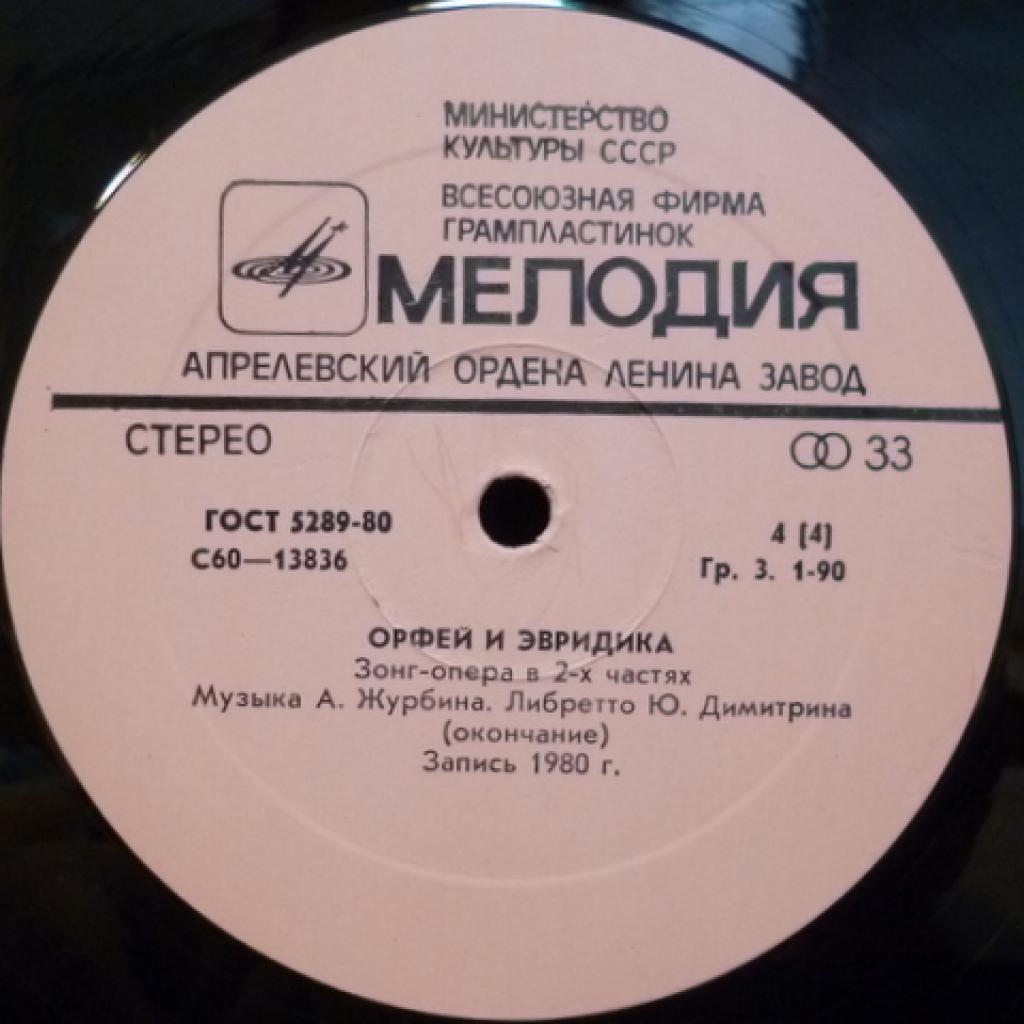 МИНИСТЕРСТВО
КУЛЬТУРЫ СССР
ВСЕСОЮЗНАЯ ФИРМА
ГРАМПЛАСТИНОК
МЕЛОДИЯ
АПРЕЛЕВСКИЙ ОРДЕНА ЛЕНИНА ЗАВОД
СТЕРЕО 33
ГОСТ 5289-80
4 (4)
С60—13836
Гр. 3. 1-90
ОРФЕЙ И ЭВРИДИКА
Зонг-опера в 2-х частях
Музыка А. Журбина. Либретто Ю. Димитрина
(окончание)
Запись 1980 г.